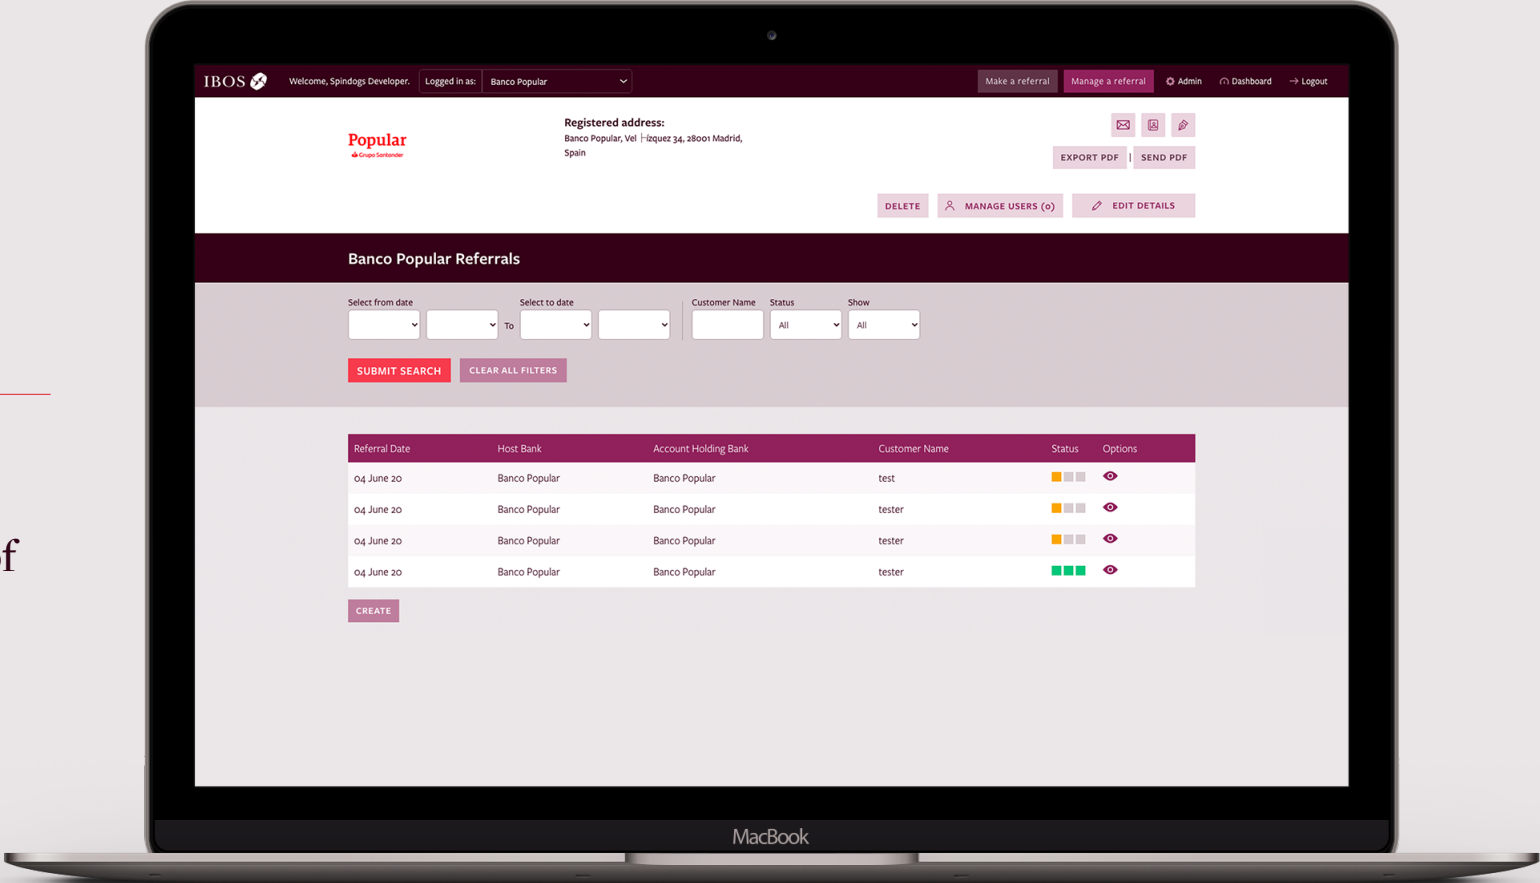 IBOS Welcome, Spindogs Developer. Logged in as: Banco Popular Make a referral Manage a referral Admin Dashboard Logout
Popular
Grupo Santander
Registered address:
Banco Popular, Vel ├ízquez 34, 28001 Madrid,
Spain
EXPORT PDF | SEND PDF
DELETE MANAGE USERS (0) EDIT DETAILS
Banco Popular Referrals
Select from date Select to date Customer Name Status Show
To All All
SUBMIT SEARCH CLEAR ALL FILTERS
Referral Date Host Bank Account Holding Bank Customer Name Status Options
04 June 20 Banco Popular Banco Popular test
04 June 20 Banco Popular Banco Popular tester
04 June 20 Banco Popular Banco Popular tester
04 June 20 Banco Popular Banco Popular tester
CREATE
MacBook